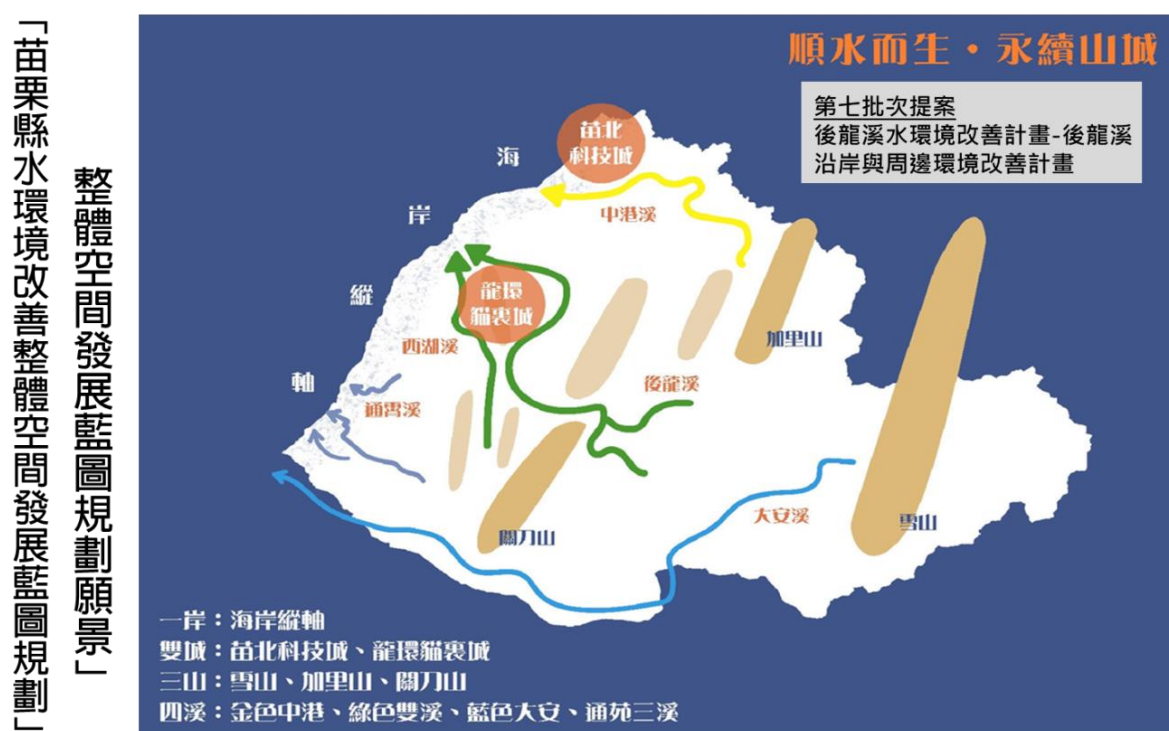 「苗栗縣水環境改善整體空間發展藍圖規劃」
整體空間發展藍圖規劃願景」
順水而生・永續山城
第七批次提案
後龍溪水環境改善計畫-後龍溪
沿岸與周邊環境改善計畫
苗北
科技城
海
岸
縱
軸
中港溪
龍環
貓裏城
加里山
西湖溪
後龍溪
通霄溪
大安溪
雪山
關刀山
一岸：海岸縱軸
雙城：苗北科技城、龍環貓裏城
三山：雪山、加里山、關刀山
四溪：金色中港、綠色雙溪、藍色大安、通苑三溪